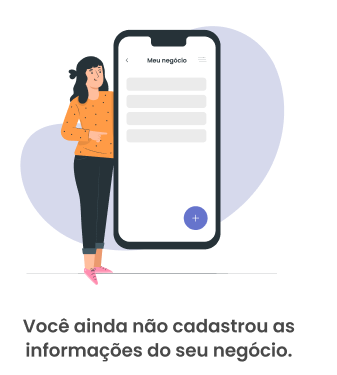 Meu negócio
Você ainda não cadastrou as
informações do seu negócio.